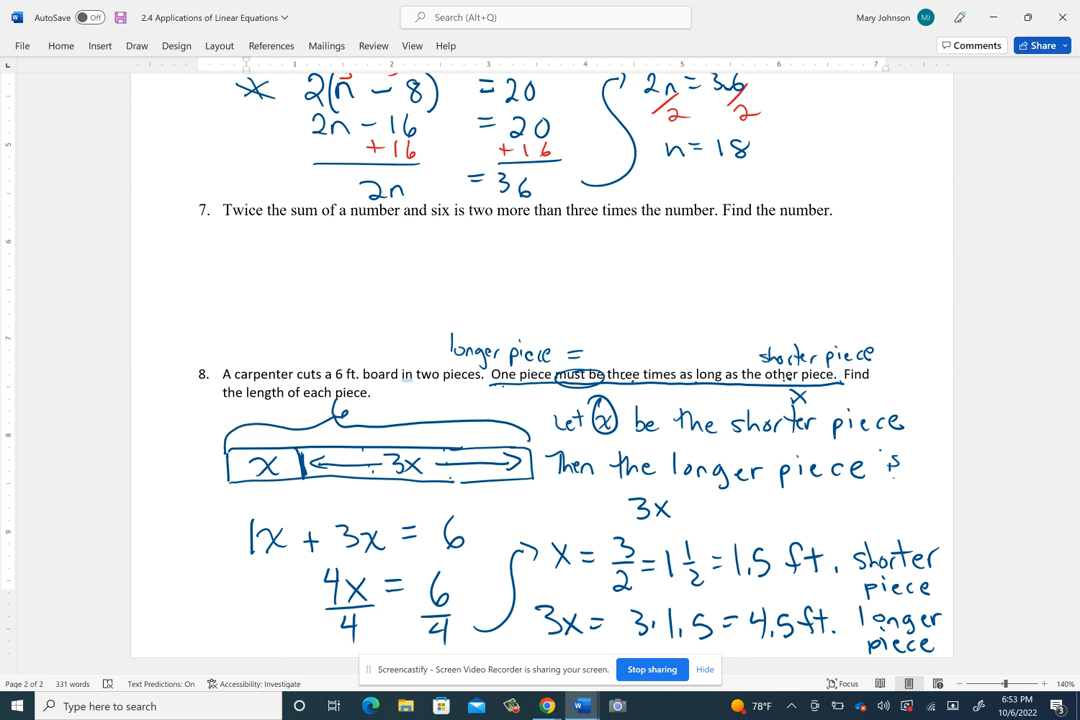 AutoSave Off 2.4 Applications of Linear Equations Search (Alt+Q) Mary Johnson MJ
File Home Insert Draw Design Layout References Mailings Review View Help Comments Share
1 2 3 4 5 6 7
2(n - 8) = 20 2n = 36
2n - 16 = 20 2 2
+16 +16 n = 18
2n = 36
7. Twice the sum of a number and six is two more than three times the number. Find the number.
longer piece = shorter piece
8. A carpenter cuts a 6 ft. board in two pieces. One piece must be three times as long as the other piece. Find
the length of each piece.
x
6 Let x be the shorter piece
x 3x Then the longer piece is
3x
1x + 3x = 6
x = 3/2 = 1 1/2 = 1.5 ft. shorter piece
4x = 6
4 4
3x = 3·1.5 = 4.5ft. longer piece
Screencastify - Screen Video Recorder is sharing your screen. Stop sharing Hide
Page 2 of 2 331 words Text Predictions: On Accessibility: Investigate Focus 140%
Type here to search 78°F 6:53 PM
10/6/2022 3